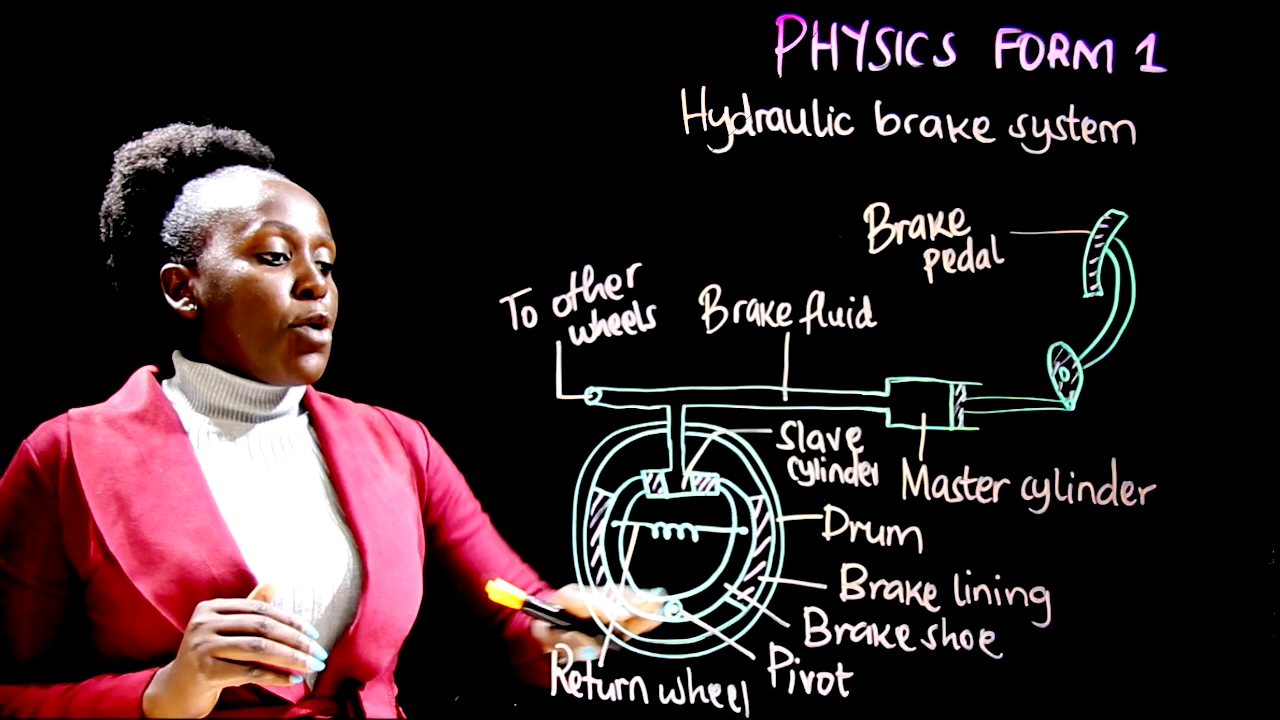 PHYSICS FORM 1
Hydraulic brake system
Brake
pedal
To other
wheels
Brake fluid
Slave
cylinder
Master cylinder
Drum
Brake lining
Brake shoe
Pivot
Return wheel